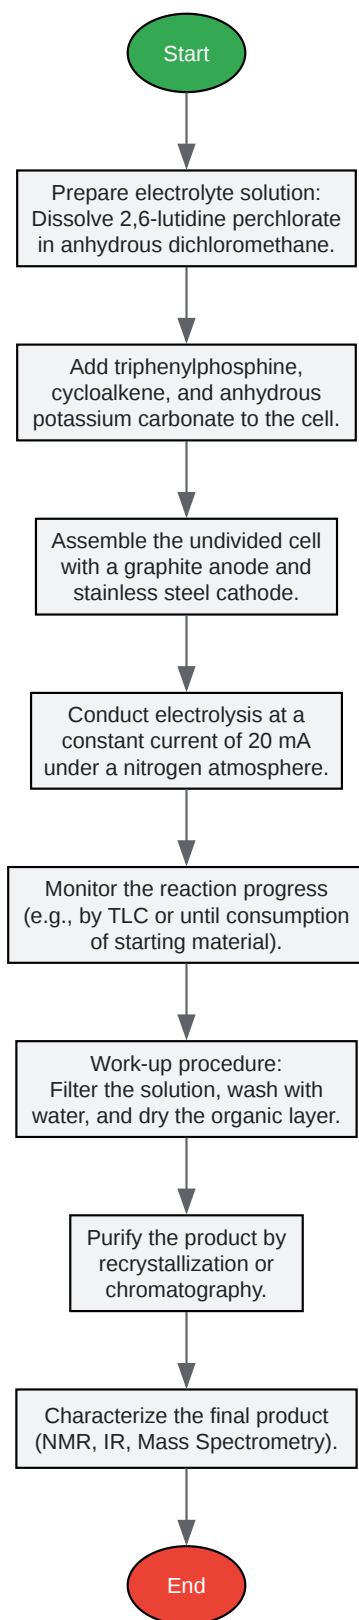 Start
Prepare electrolyte solution:
Dissolve 2,6-lutidine perchlorate
in anhydrous dichloromethane.
Add triphenylphosphine,
cycloalkene, and anhydrous
potassium carbonate to the cell.
Assemble the undivided cell
with a graphite anode and
stainless steel cathode.
Conduct electrolysis at a
constant current of 20 mA
under a nitrogen atmosphere.
Monitor the reaction progress
(e.g., by TLC or until consumption
of starting material).
Work-up procedure:
Filter the solution, wash with
water, and dry the organic layer.
Purify the product by
recrystallization or
chromatography.
Characterize the final product
(NMR, IR, Mass Spectrometry).
End